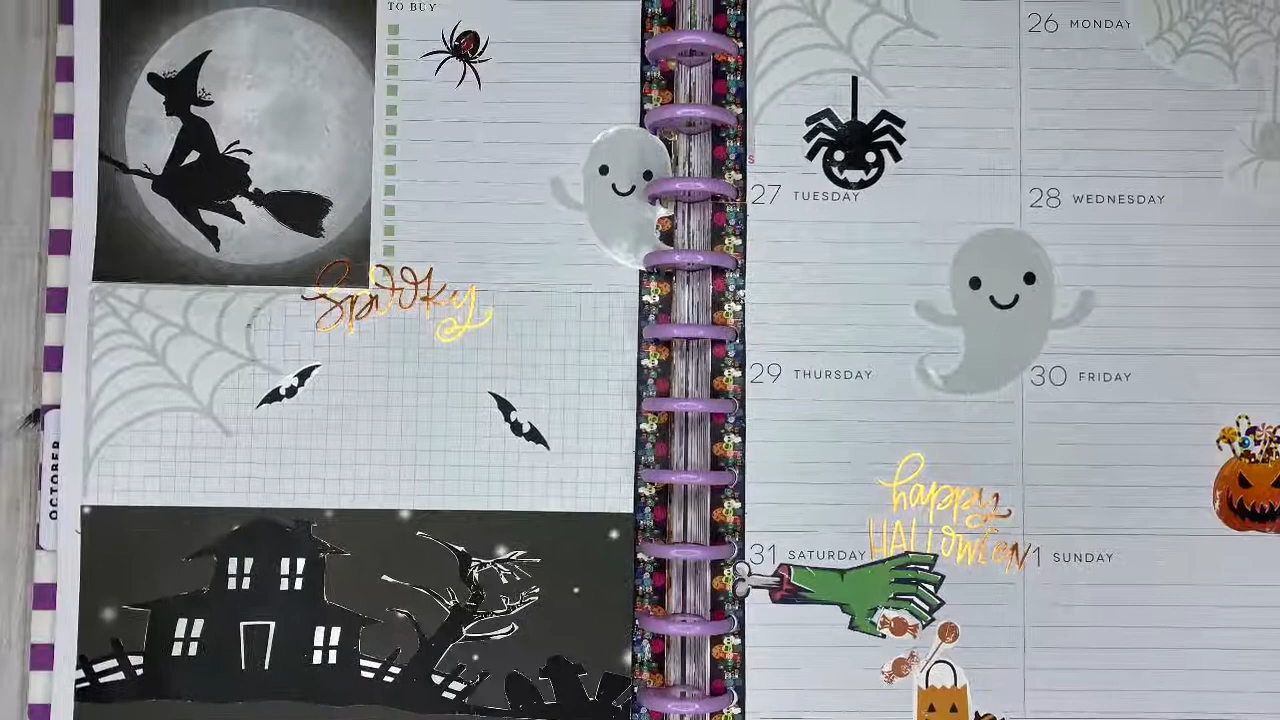 TO BUY
spooky
OCTOBER
26 MONDAY
S
27 TUESDAY
28 WEDNESDAY
29 THURSDAY
30 FRIDAY
happy
HALLOWEEN
31 SATURDAY
1 SUNDAY